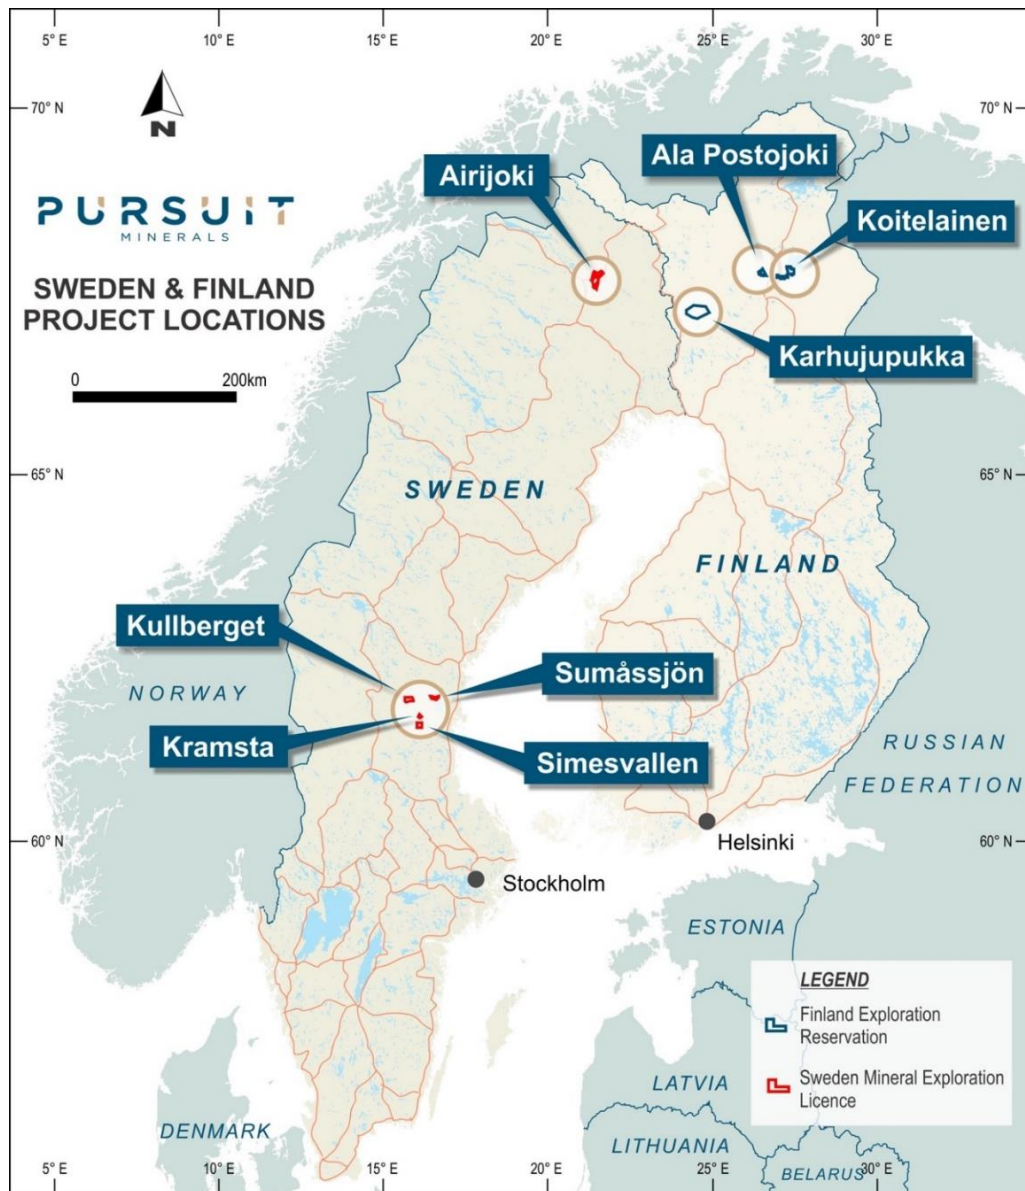 5° E 10° E 15° E 20° E 25° E 30° E
70° N 70° N
N
Airijoki
Ala Postojoki
PURSUIT
MINERALS
Koitelainen
SWEDEN & FINLAND
PROJECT LOCATIONS
Karhujupukka
0 200km
65° N 65° N
SWEDEN
FINLAND
Kullberget
Sumåssjön
NORWAY
Kramsta
Simesvallen
RUSSIAN
FEDERATION
Helsinki
60° N 60° N
Stockholm
ESTONIA
LEGEND
Finland Exploration
Reservation
Sweden Mineral Exploration
Licence
LATVIA
DENMARK
LITHUANIA
BELARUS
5° E 10° E 15° E 20° E 25° E 30° E